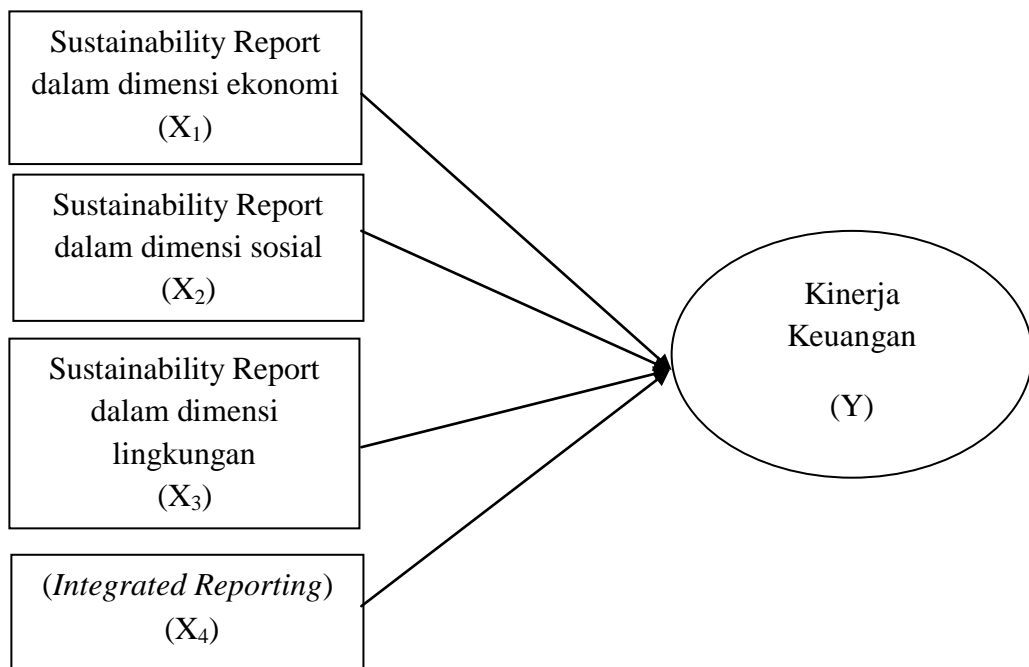 Sustainability Report
dalam dimensi ekonomi
(X₁)
Sustainability Report
dalam dimensi sosial
(X₂)
Sustainability Report
dalam dimensi
lingkungan
(X₃)
(Integrated Reporting)
(X₄)
Kinerja
Keuangan
(Y)